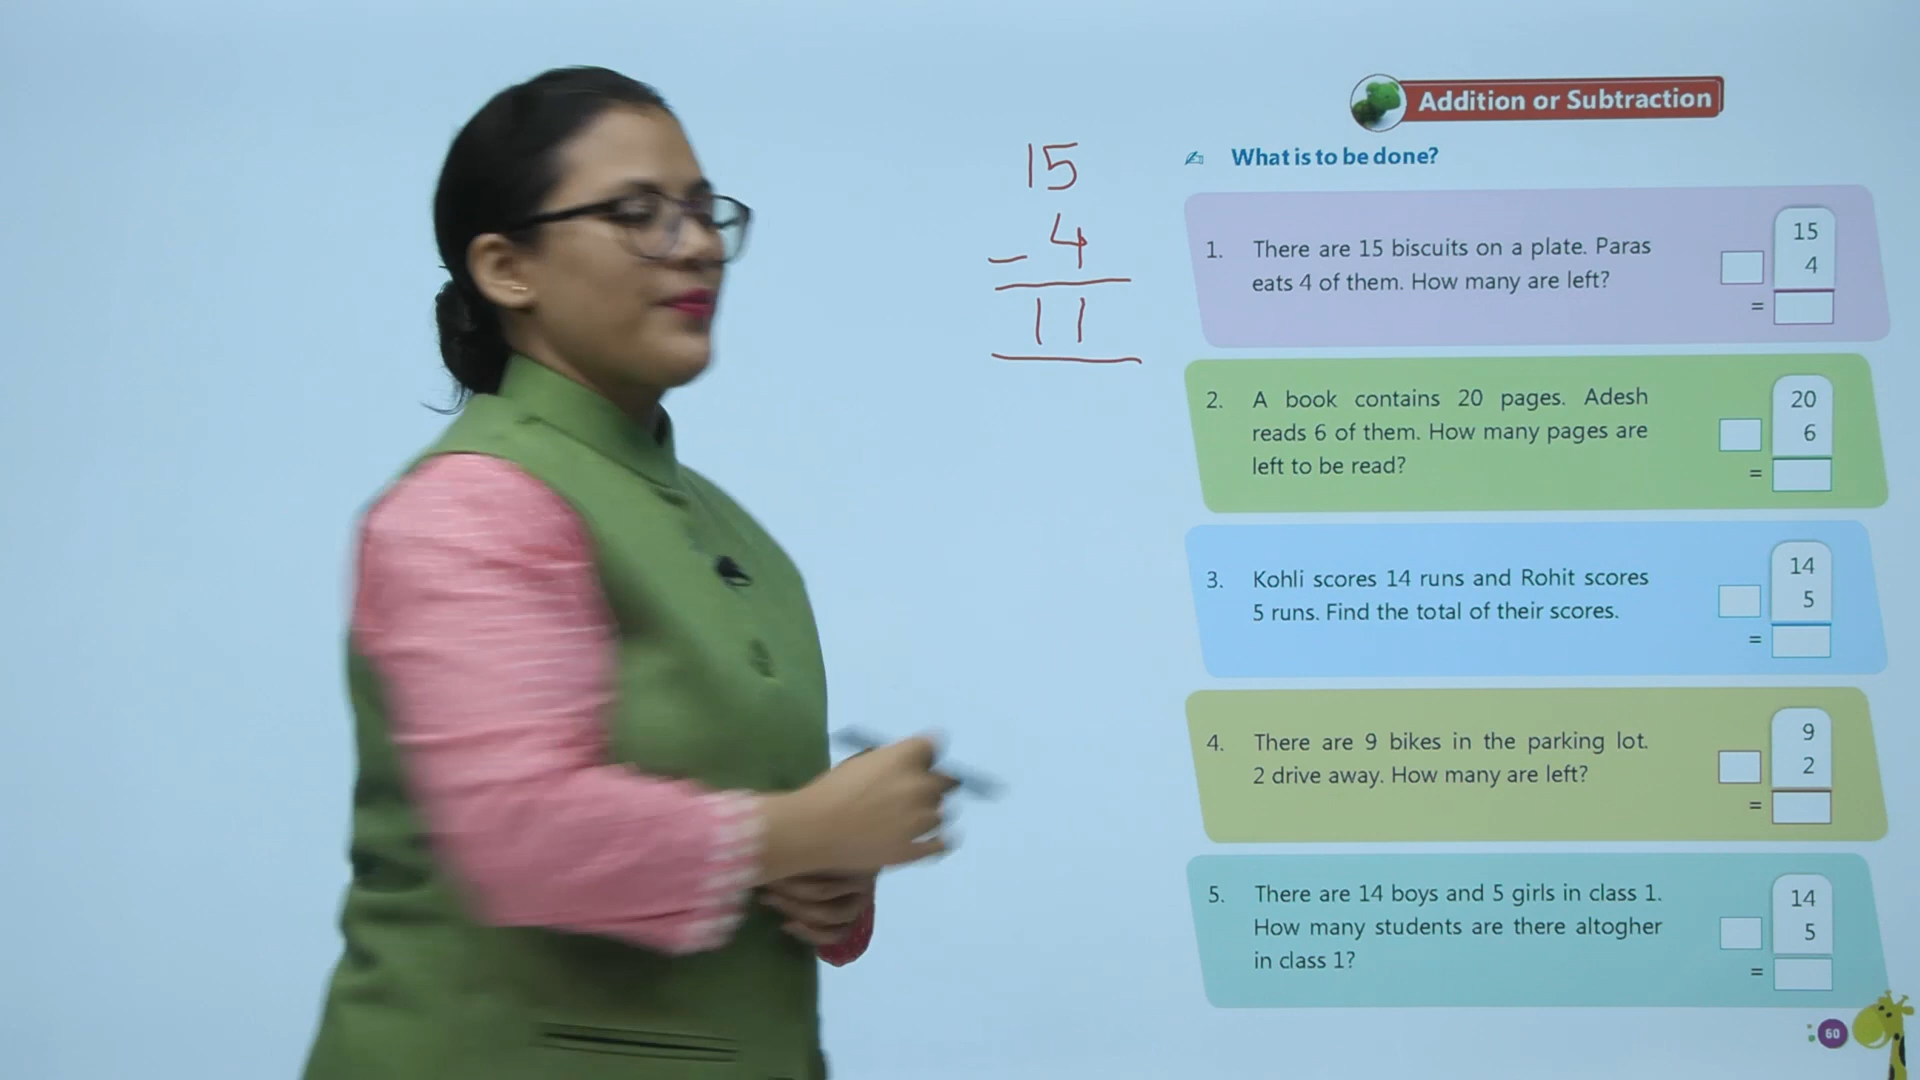 Addition or Subtraction
What is to be done?
15
- 4
11
1. There are 15 biscuits on a plate. Paras
eats 4 of them. How many are left?
15
4
=
2. A book contains 20 pages. Adesh
reads 6 of them. How many pages are
left to be read?
20
6
=
3. Kohli scores 14 runs and Rohit scores
5 runs. Find the total of their scores.
14
5
=
4. There are 9 bikes in the parking lot.
2 drive away. How many are left?
9
2
=
5. There are 14 boys and 5 girls in class 1.
How many students are there altogher
in class 1?
14
5
=
60